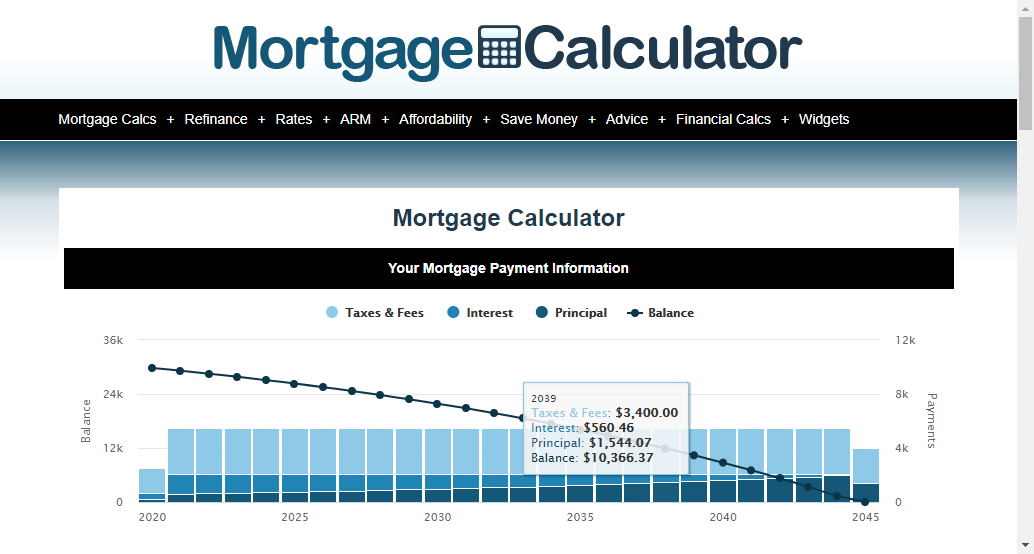 Mortgage Calculator
Mortgage Calcs + Refinance + Rates + ARM + Affordability + Save Money + Advice + Financial Calcs + Widgets
Mortgage Calculator
Your Mortgage Payment Information
Taxes & Fees Interest Principal Balance
36k
24k
12k
0
Balance
12k
8k
4k
0
Payments
2039
Taxes & Fees: $3,400.00
Interest: $560.46
Principal: $1,544.07
Balance: $10,366.37
2020 2025 2030 2035 2040 2045